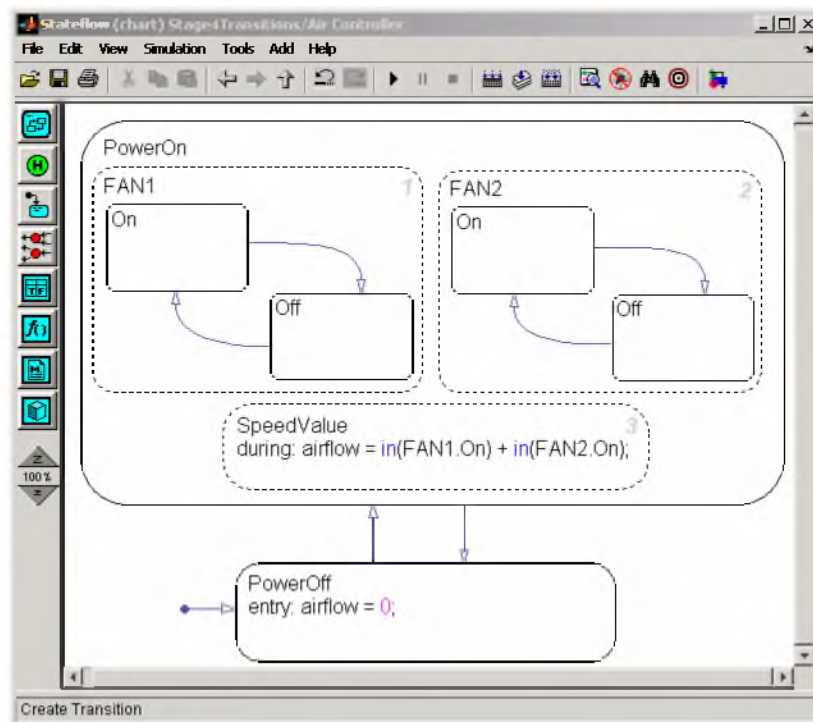 Stateflow (chart) Stage4Transitions/Air Controller
File Edit View Simulation Tools Add Help
PowerOn
FAN1 1
On
Off
FAN2 2
On
Off
SpeedValue 3
during: airflow = in(FAN1.On) + in(FAN2.On);
PowerOff
entry: airflow = 0;
H
T F
f()
M
Z
100 %
Z
Create Transition